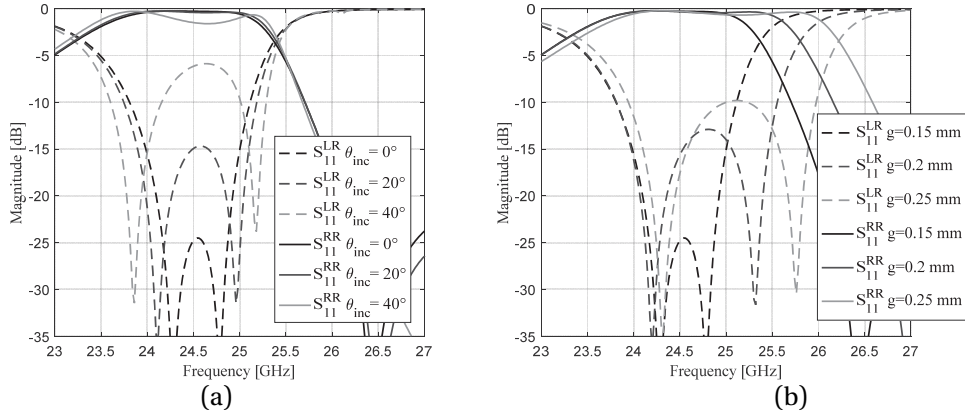 0
-5
-10
-15
-20
-25
-30
-35
Magnitude [dB]
23 23.5 24 24.5 25 25.5 26 26.5 27
Frequency [GHz]
S₁₁ᴸᴿ θinc= 0°
S₁₁ᴸᴿ θinc= 20°
S₁₁ᴸᴿ θinc= 40°
S₁₁ᴿᴿ θinc= 0°
S₁₁ᴿᴿ θinc= 20°
S₁₁ᴿᴿ θinc= 40°
(a)
0
-5
-10
-15
-20
-25
-30
-35
Magnitude [dB]
23 23.5 24 24.5 25 25.5 26 26.5 27
Frequency [GHz]
S₁₁ᴸᴿ g=0.15 mm
S₁₁ᴸᴿ g=0.2 mm
S₁₁ᴸᴿ g=0.25 mm
S₁₁ᴿᴿ g=0.15 mm
S₁₁ᴿᴿ g=0.2 mm
S₁₁ᴿᴿ g=0.25 mm
(b)